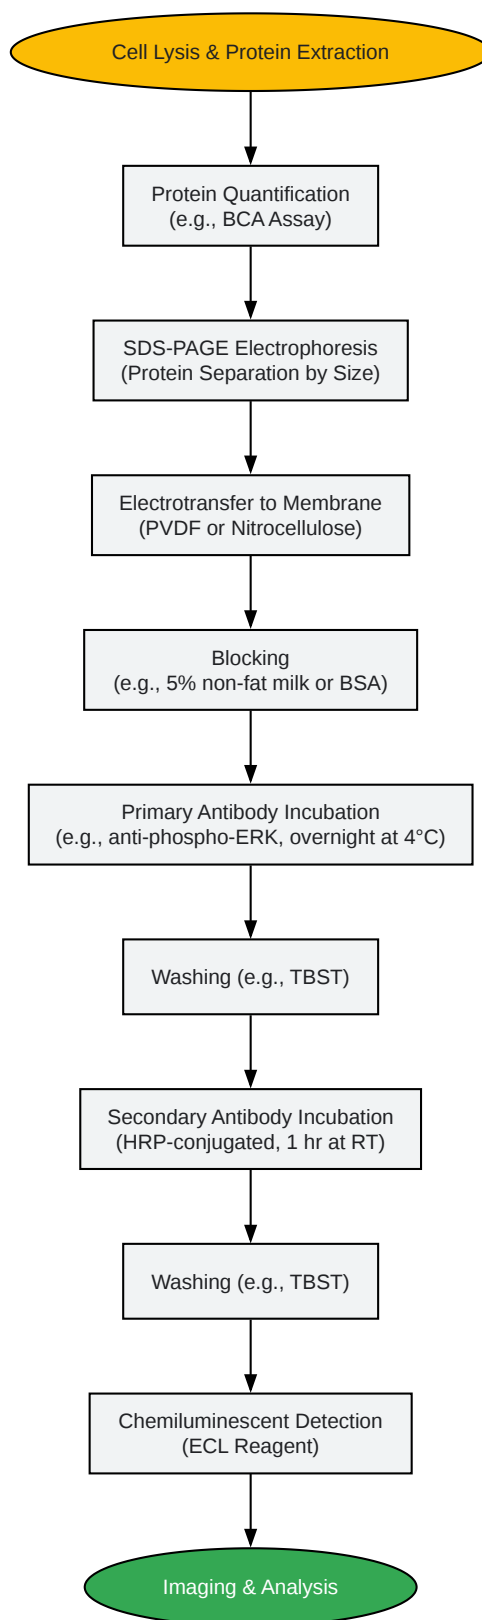 Cell Lysis & Protein Extraction
Protein Quantification
(e.g., BCA Assay)
SDS-PAGE Electrophoresis
(Protein Separation by Size)
Electrotransfer to Membrane
(PVDF or Nitrocellulose)
Blocking
(e.g., 5% non-fat milk or BSA)
Primary Antibody Incubation
(e.g., anti-phospho-ERK, overnight at 4°C)
Washing (e.g., TBST)
Secondary Antibody Incubation
(HRP-conjugated, 1 hr at RT)
Washing (e.g., TBST)
Chemiluminescent Detection
(ECL Reagent)
Imaging & Analysis